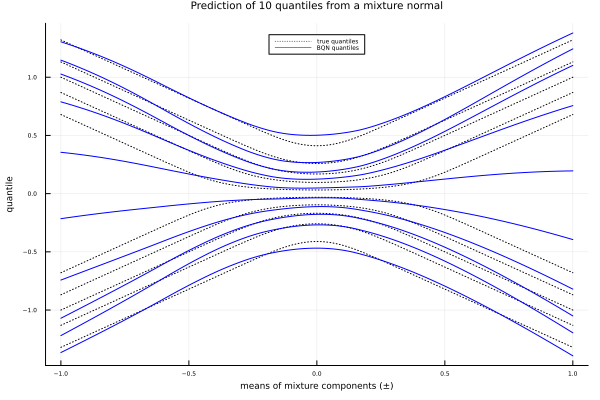 Prediction of 10 quantiles from a mixture normal
true quantiles
BQN quantiles
1.0
0.5
0.0
−0.5
−1.0
quantile
−1.0 −0.5 0.0 0.5 1.0
means of mixture components (±)